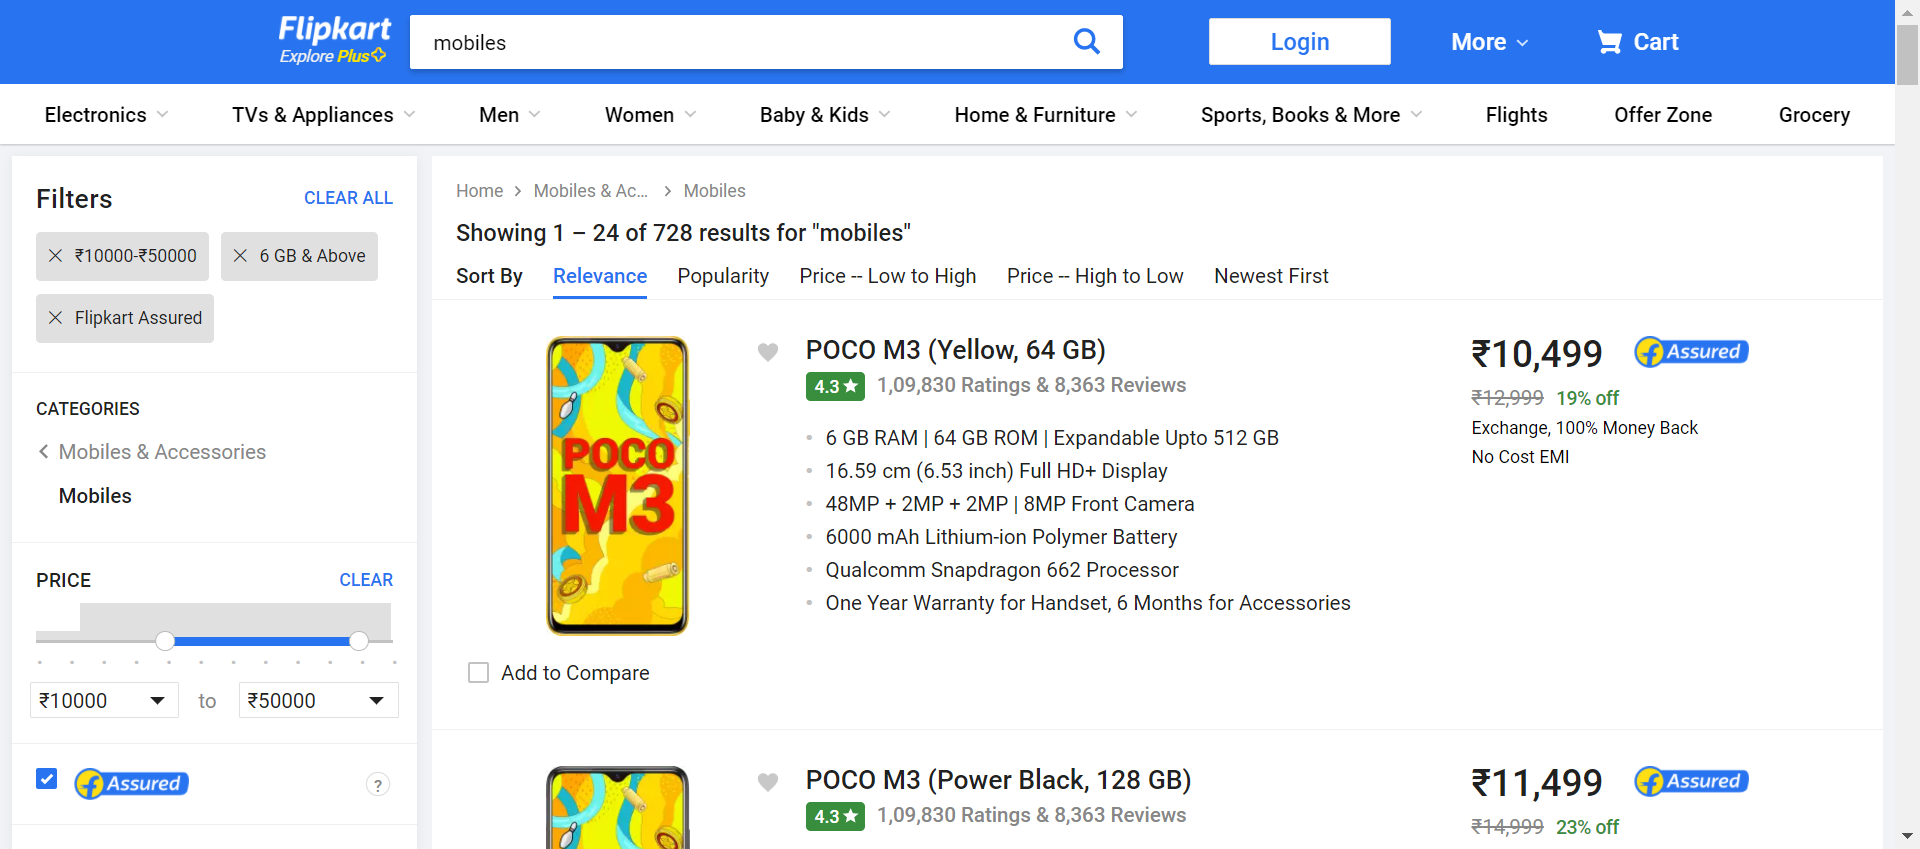 Flipkart
Explore Plus
mobiles
Login
More
Cart
Electronics
TVs & Appliances
Men
Women
Baby & Kids
Home & Furniture
Sports, Books & More
Flights
Offer Zone
Grocery
Filters
CLEAR ALL
₹10000-₹50000
6 GB & Above
Flipkart Assured
CATEGORIES
Mobiles & Accessories
Mobiles
PRICE
CLEAR
₹10000 to ₹50000
Assured
?
Home
Mobiles & Ac...
Mobiles
Showing 1 – 24 of 728 results for "mobiles"
Sort By
Relevance
Popularity
Price -- Low to High
Price -- High to Low
Newest First
POCO
M3
Add to Compare
POCO M3 (Yellow, 64 GB)
4.3★
1,09,830 Ratings & 8,363 Reviews
6 GB RAM | 64 GB ROM | Expandable Upto 512 GB
16.59 cm (6.53 inch) Full HD+ Display
48MP + 2MP + 2MP | 8MP Front Camera
6000 mAh Lithium-ion Polymer Battery
Qualcomm Snapdragon 662 Processor
One Year Warranty for Handset, 6 Months for Accessories
₹10,499
Assured
₹12,999 19% off
Exchange, 100% Money Back
No Cost EMI
POCO M3 (Power Black, 128 GB)
4.3★
1,09,830 Ratings & 8,363 Reviews
₹11,499
Assured
₹14,999 23% off